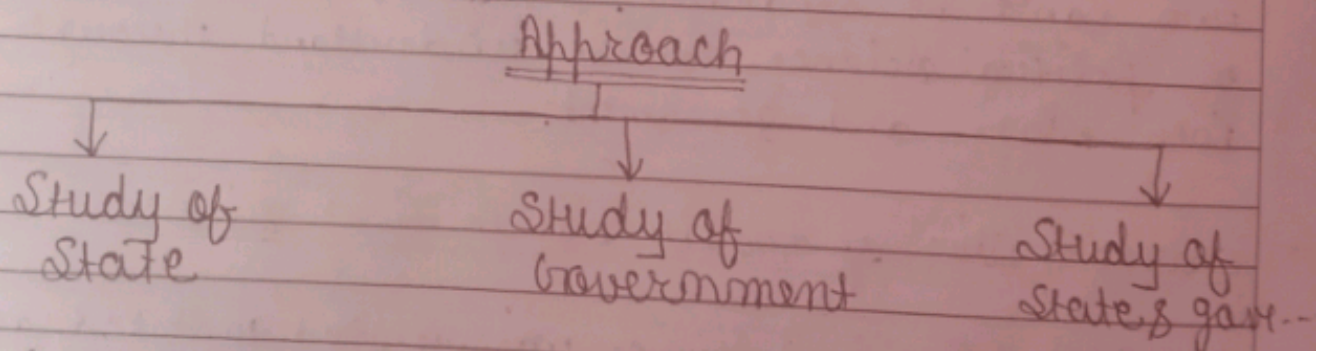 Approach
Study of
State
Study of
Government
Study of
State & gov...